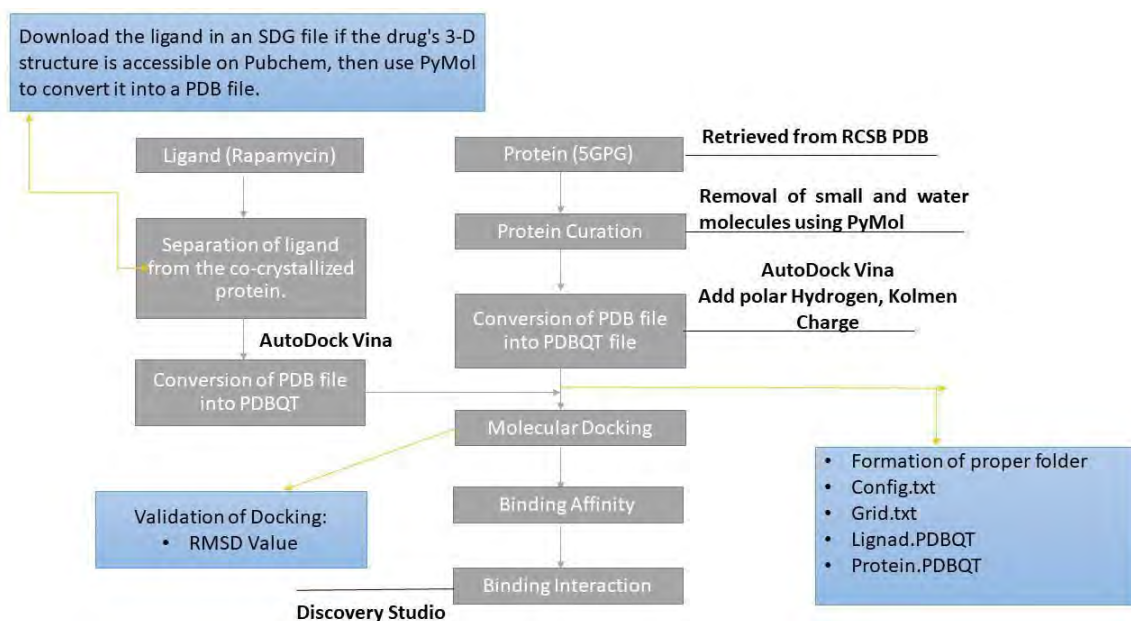 Download the ligand in an SDG file if the drug's 3-D
structure is accessible on Pubchem, then use PyMol
to convert it into a PDB file.
Ligand (Rapamycin)
Separation of ligand
from the co-crystallized
protein.
AutoDock Vina
Conversion of PDB file
into PDBQT
Protein (5GPG)
Retrieved from RCSB PDB
Protein Curation
Removal of small and water
molecules using PyMol
Conversion of PDB file
into PDBQT file
AutoDock Vina
Add polar Hydrogen, Kolmen
Charge
Molecular Docking
• Formation of proper folder
• Config.txt
• Grid.txt
• Lignad.PDBQT
• Protein.PDBQT
Validation of Docking:
• RMSD Value
Binding Affinity
Binding Interaction
Discovery Studio